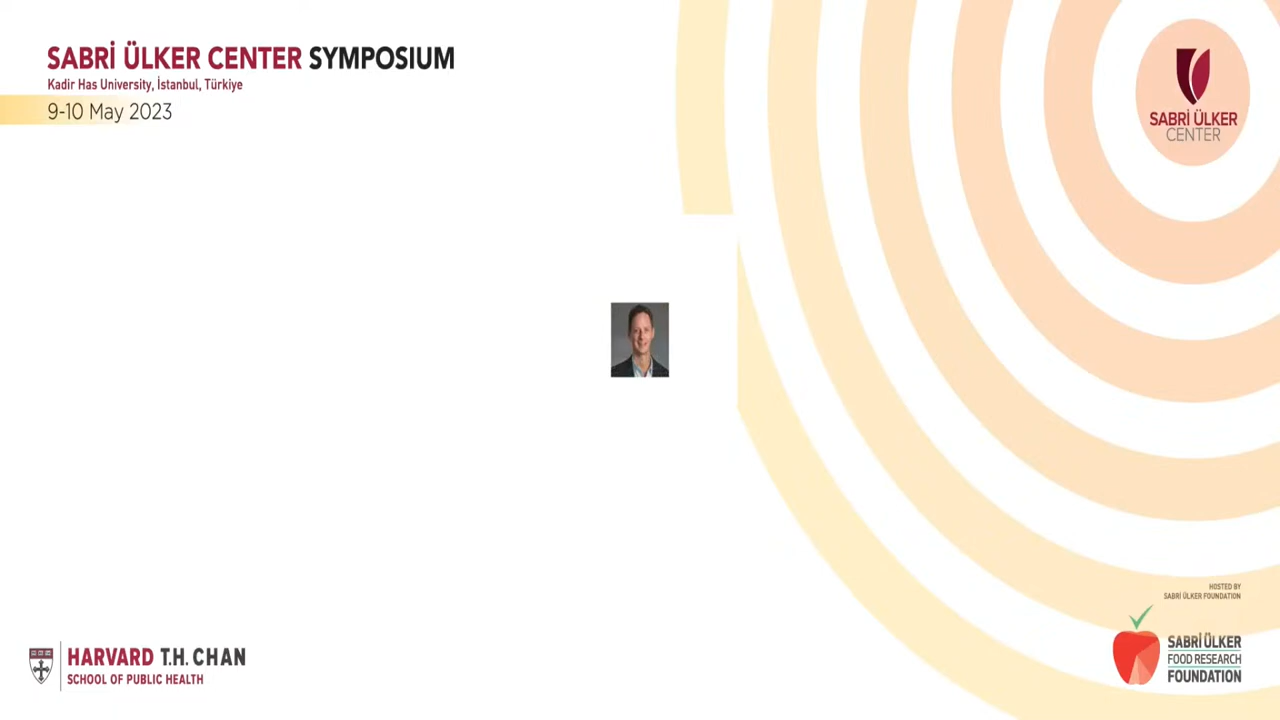 SABRİ ÜLKER CENTER SYMPOSIUM
Kadir Has University, İstanbul, Türkiye
9-10 May 2023
SABRİ ÜLKER
CENTER
HOSTED BY
SABRİ ÜLKER FOUNDATION
SABRİ ÜLKER
FOOD RESEARCH
FOUNDATION
HARVARD T.H. CHAN
SCHOOL OF PUBLIC HEALTH